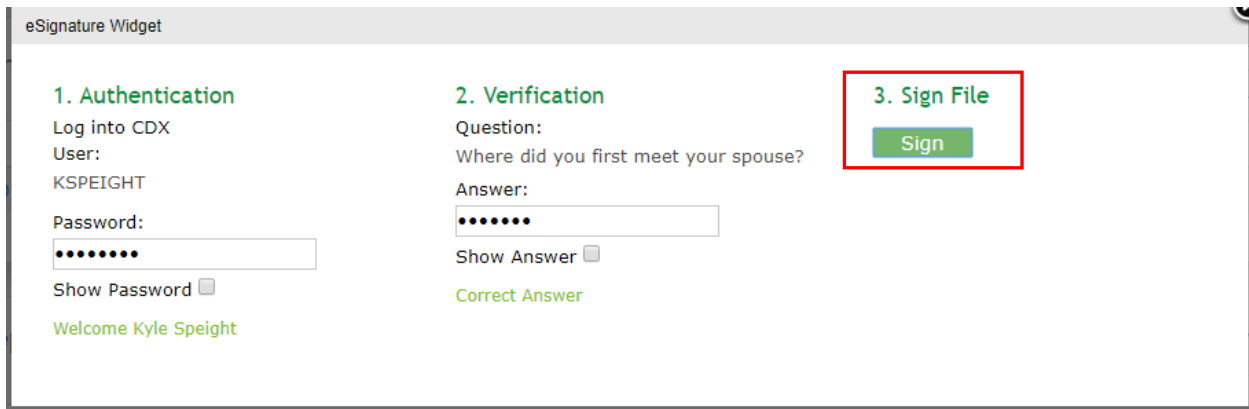 eSignature Widget
1. Authentication
Log into CDX
User:
KSPEIGHT
Password:
••••••••
Show Password
Welcome Kyle Speight
2. Verification
Question:
Where did you first meet your spouse?
Answer:
•••••••
Show Answer
Correct Answer
3. Sign File
Sign